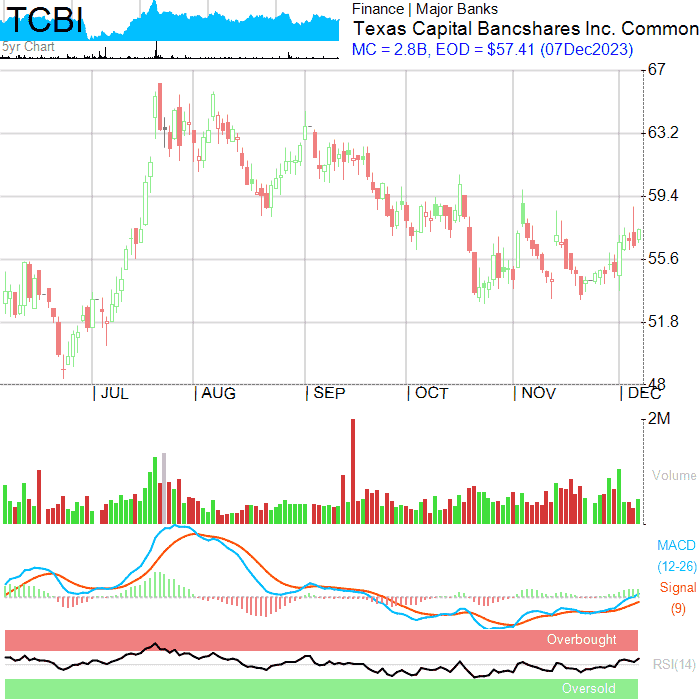 TCBI
5yr Chart
Finance | Major Banks
Texas Capital Bancshares Inc. Common
MC = 2.8B, EOD = $57.41 (07Dec2023)
67
63.2
59.4
55.6
51.8
48
JUL
AUG
SEP
OCT
NOV
DEC
2M
Volume
MACD
(12-26)
Signal
(9)
Overbought
RSI(14)
Oversold